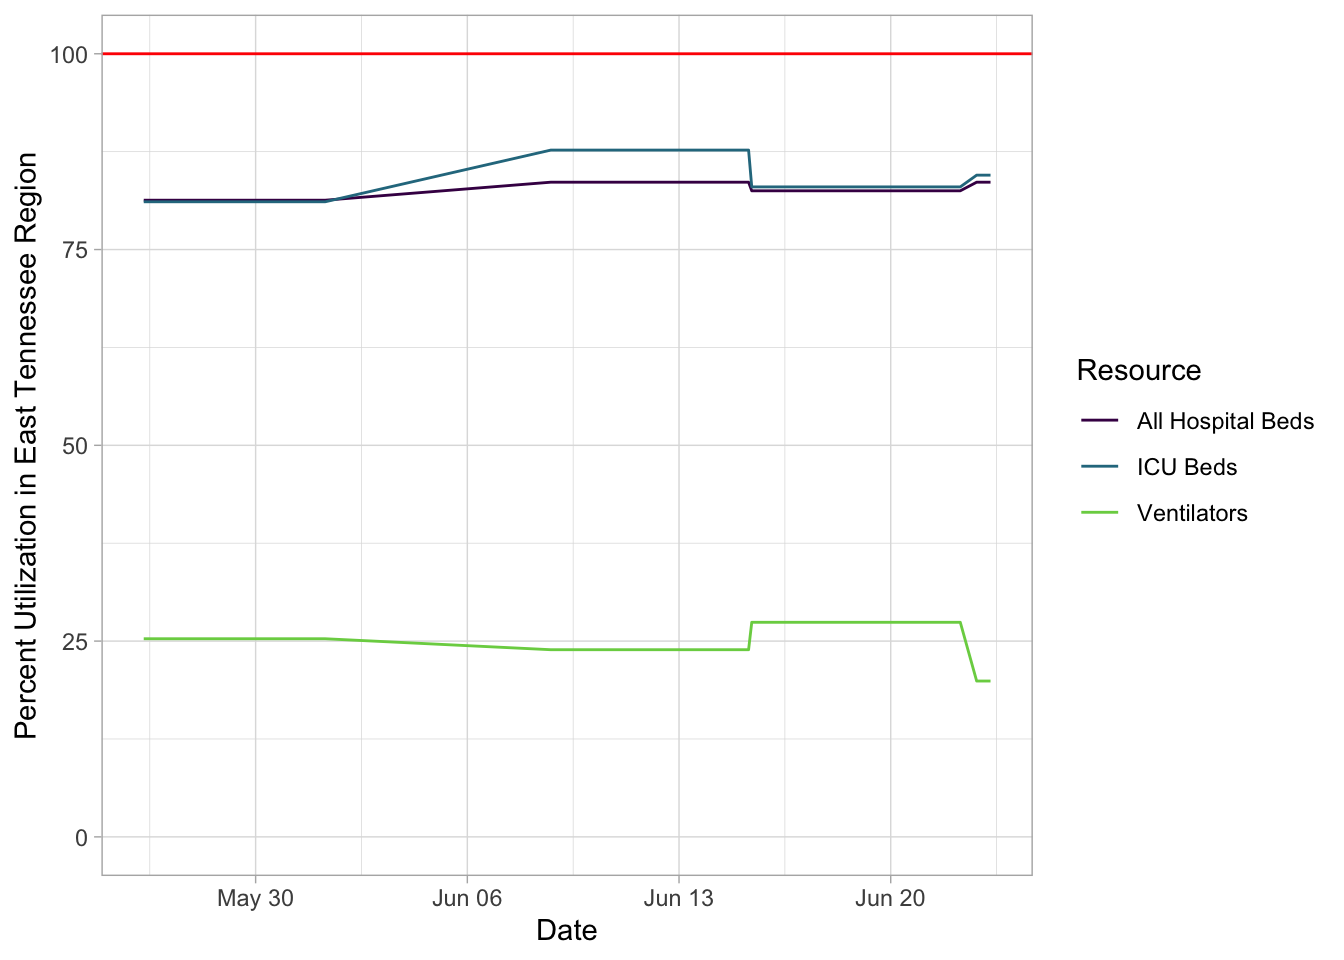 Percent Utilization in East Tennessee Region
100
75
50
25
0
May 30
Jun 06
Jun 13
Jun 20
Date
Resource
All Hospital Beds
ICU Beds
Ventilators